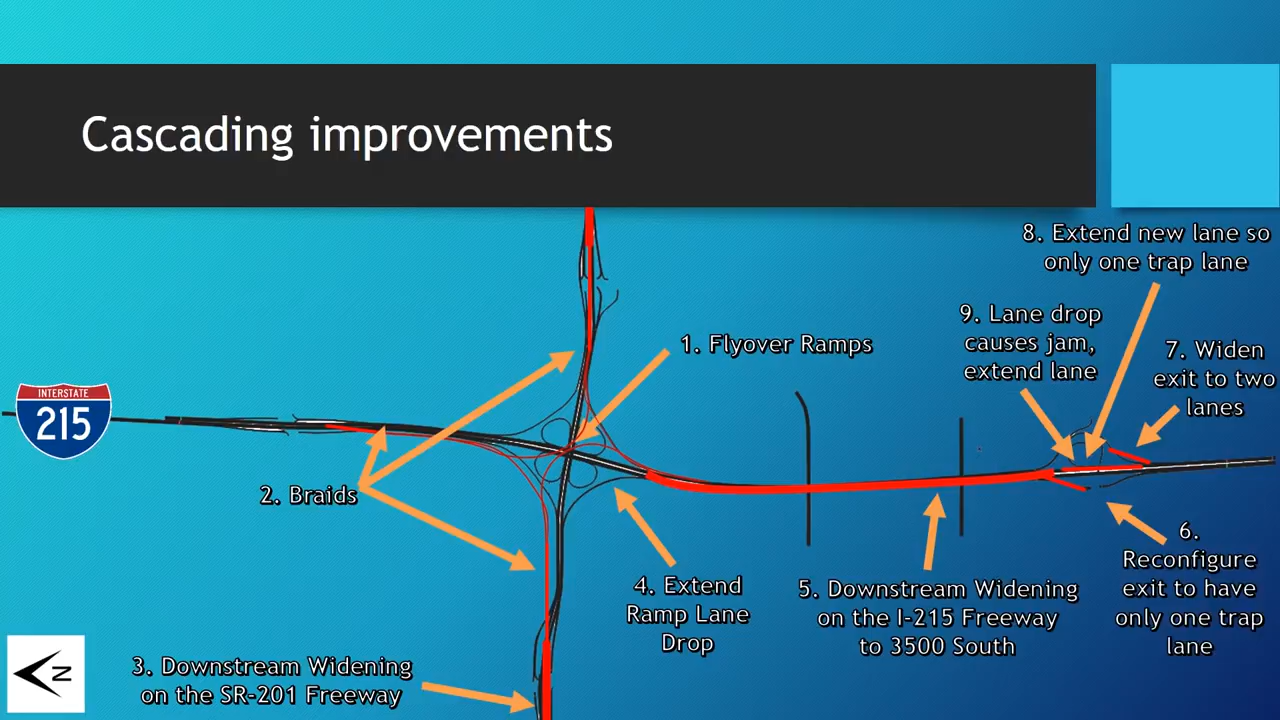 Cascading improvements
8. Extend new lane so
only one trap lane
9. Lane drop
causes jam,
extend lane
7. Widen
exit to two
lanes
1. Flyover Ramps
INTERSTATE
215
2. Braids
6.
Reconfigure
exit to have
only one trap
lane
4. Extend
Ramp Lane
Drop
5. Downstream Widening
on the I-215 Freeway
to 3500 South
3. Downstream Widening
on the SR-201 Freeway
N